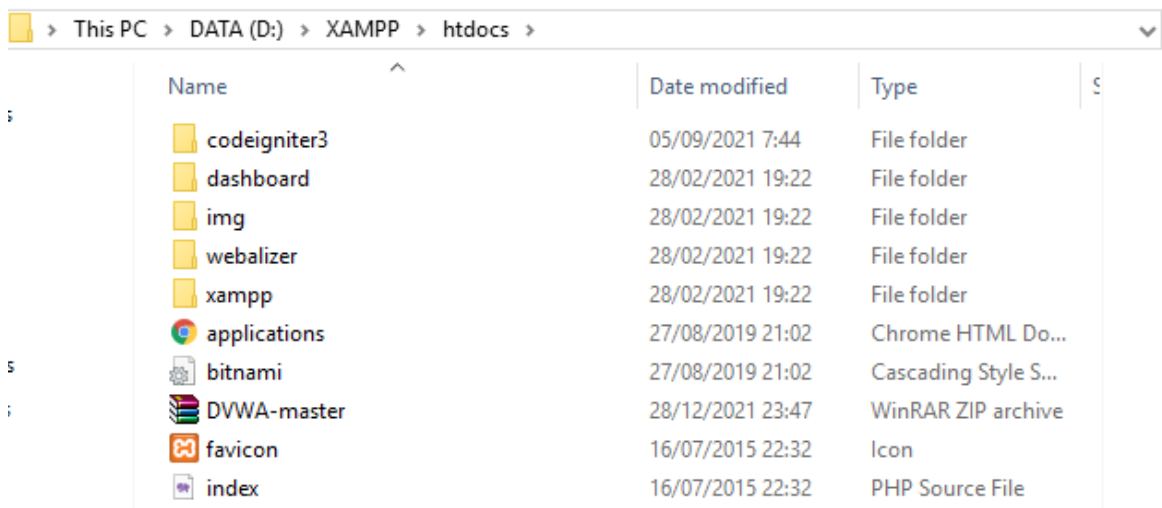 This PC > DATA (D:) > XAMPP > htdocs >
Name Date modified Type S
codeigniter3 05/09/2021 7:44 File folder
dashboard 28/02/2021 19:22 File folder
img 28/02/2021 19:22 File folder
webalizer 28/02/2021 19:22 File folder
xampp 28/02/2021 19:22 File folder
applications 27/08/2019 21:02 Chrome HTML Do...
bitnami 27/08/2019 21:02 Cascading Style S...
DVWA-master 28/12/2021 23:47 WinRAR ZIP archive
favicon 16/07/2015 22:32 Icon
index 16/07/2015 22:32 PHP Source File